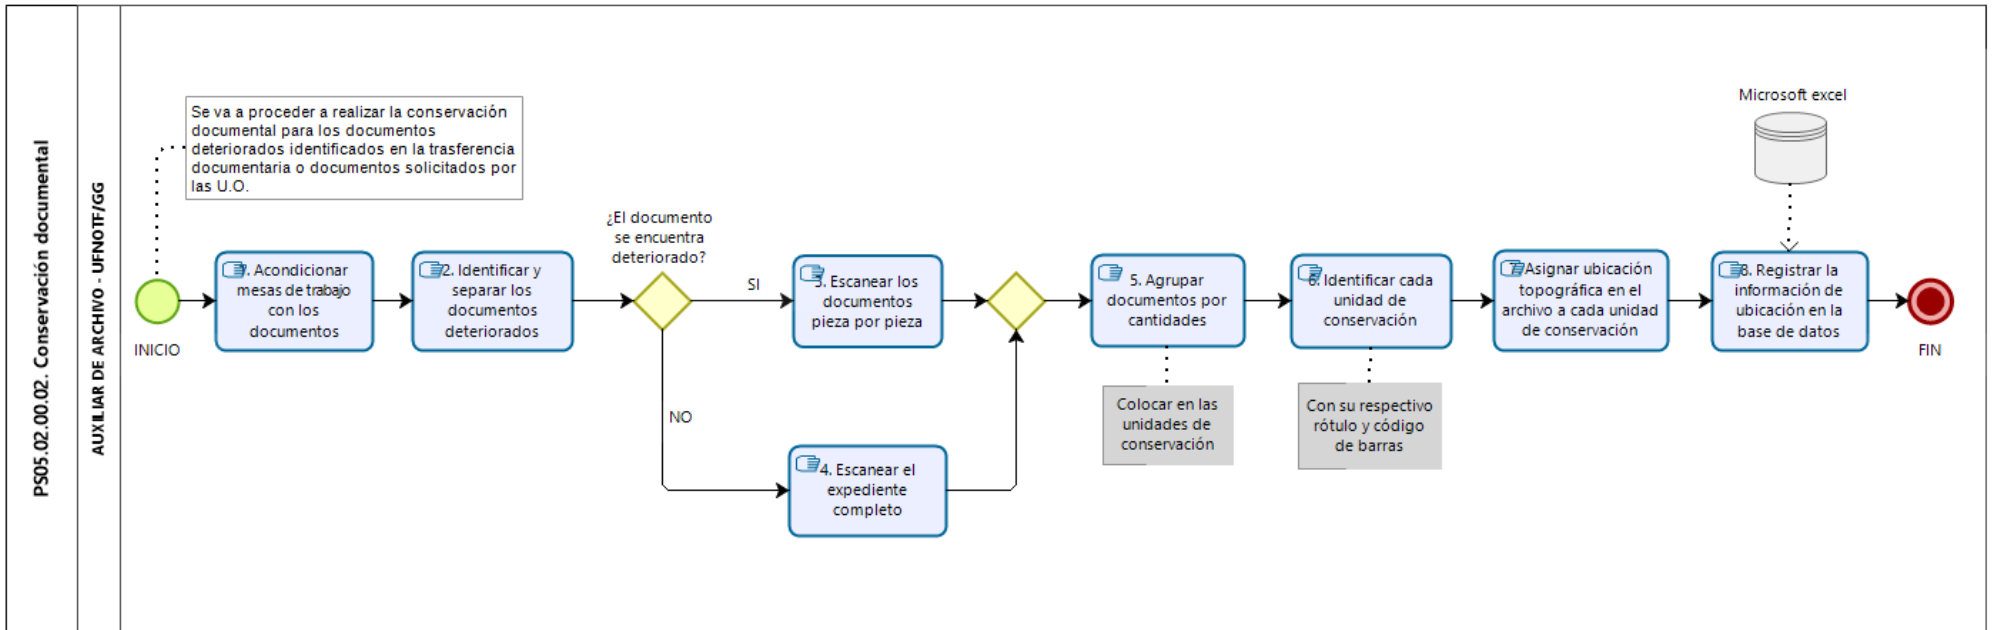 PS05.02.00.02. Conservación documental
AUXILIAR DE ARCHIVO - UFNOTF/GG
Se va a proceder a realizar la conservación
documental para los documentos
deteriorados identificados en la trasferencia
documentaria o documentos solicitados por
las U.O.
INICIO
1. Acondicionar
mesas de trabajo
con los
documentos
2. Identificar y
separar los
documentos
deteriorados
¿El documento
se encuentra
deteriorado?
SI
NO
3. Escanear los
documentos
pieza por pieza
4. Escanear el
expediente
completo
5. Agrupar
documentos por
cantidades
Colocar en las
unidades de
conservación
6. Identificar cada
unidad de
conservación
Con su respectivo
rótulo y código
de barras
7. Asignar ubicación
topográfica en el
archivo a cada unidad
de conservación
Microsoft excel
8. Registrar la
información de
ubicación en la
base de datos
FIN